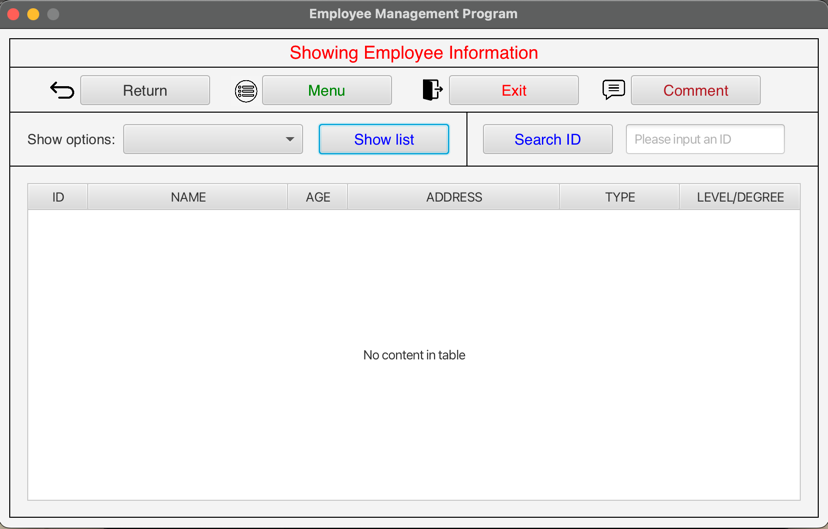 Employee Management Program
Showing Employee Information
Return Menu Exit Comment
Show options: Show list Search ID Please input an ID
ID NAME AGE ADDRESS TYPE LEVEL/DEGREE
No content in table